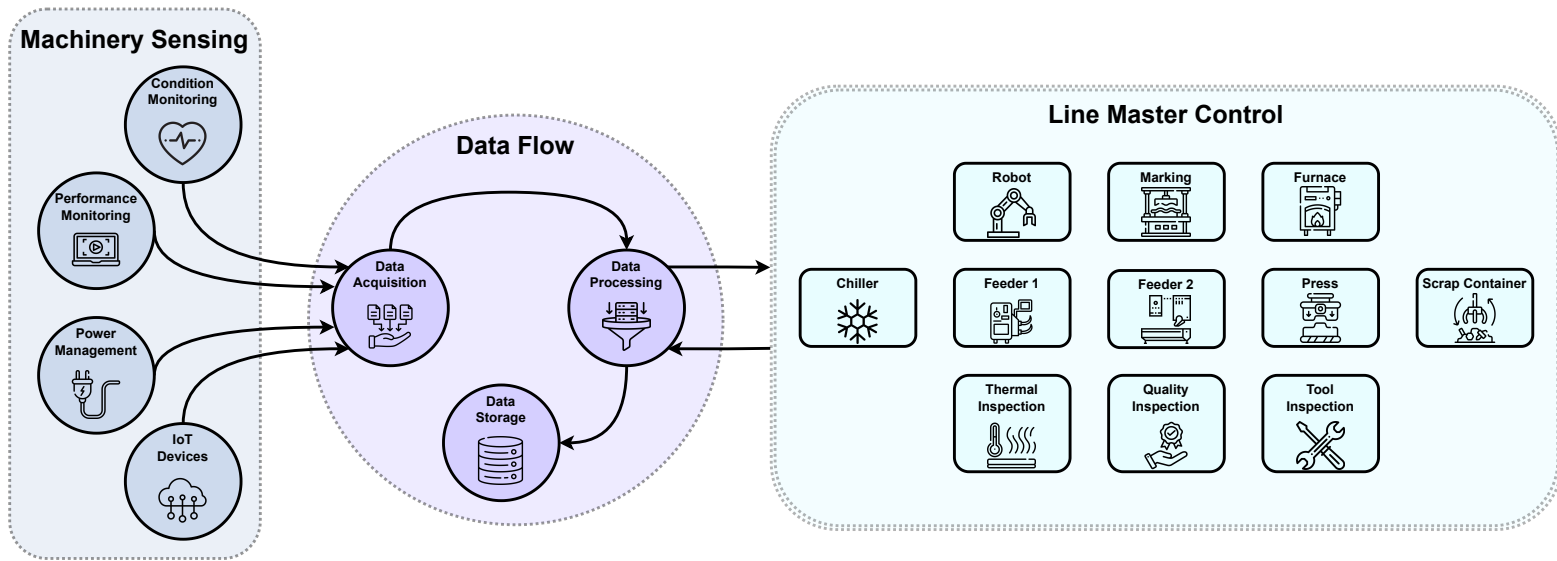 Machinery Sensing
Condition
Monitoring
Performance
Monitoring
Power
Management
IoT
Devices
Data Flow
Data
Acquisition
Data
Processing
Data
Storage
Line Master Control
Robot
Marking
Furnace
Chiller
Feeder 1
Feeder 2
Press
Scrap Container
Thermal
Inspection
Quality
Inspection
Tool
Inspection